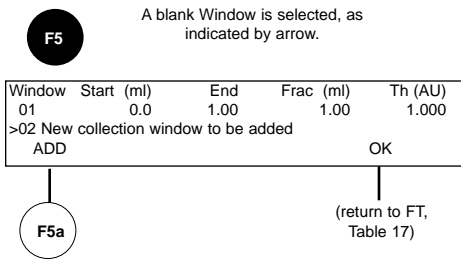 F5
A blank Window is selected, as
indicated by arrow.
Window Start (ml) End Frac (ml) Th (AU)
01 0.0 1.00 1.00 1.000
>02 New collection window to be added
ADD OK
F5a
(return to FT,
Table 17)